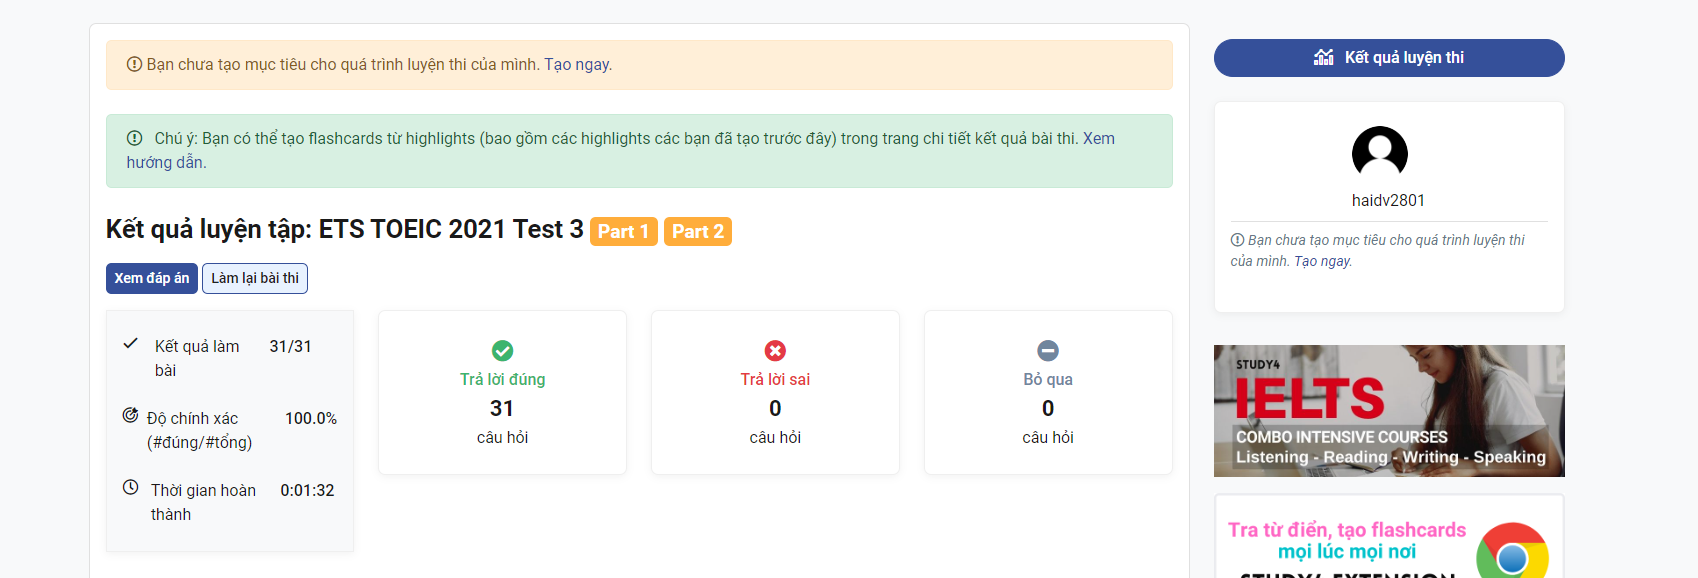 Bạn chưa tạo mục tiêu cho quá trình luyện thi của mình. Tạo ngay.
Chú ý: Bạn có thể tạo flashcards từ highlights (bao gồm các highlights các bạn đã tạo trước đây) trong trang chi tiết kết quả bài thi. Xem
hướng dẫn.
Kết quả luyện tập: ETS TOEIC 2021 Test 3 Part 1 Part 2
Xem đáp án Làm lại bài thi
Kết quả làm 31/31
bài
Độ chính xác 100.0%
(#đúng/#tổng)
Thời gian hoàn 0:01:32
thành
Trả lời đúng
31
câu hỏi
Trả lời sai
0
câu hỏi
Bỏ qua
0
câu hỏi
Kết quả luyện thi
haidv2801
Bạn chưa tạo mục tiêu cho quá trình luyện thi
của mình. Tạo ngay.
STUDY4
IELTS
COMBO INTENSIVE COURSES
Listening - Reading - Writing - Speaking
Tra từ điển, tạo flashcards
mọi lúc mọi nơi
STUDY4 EXTENSION